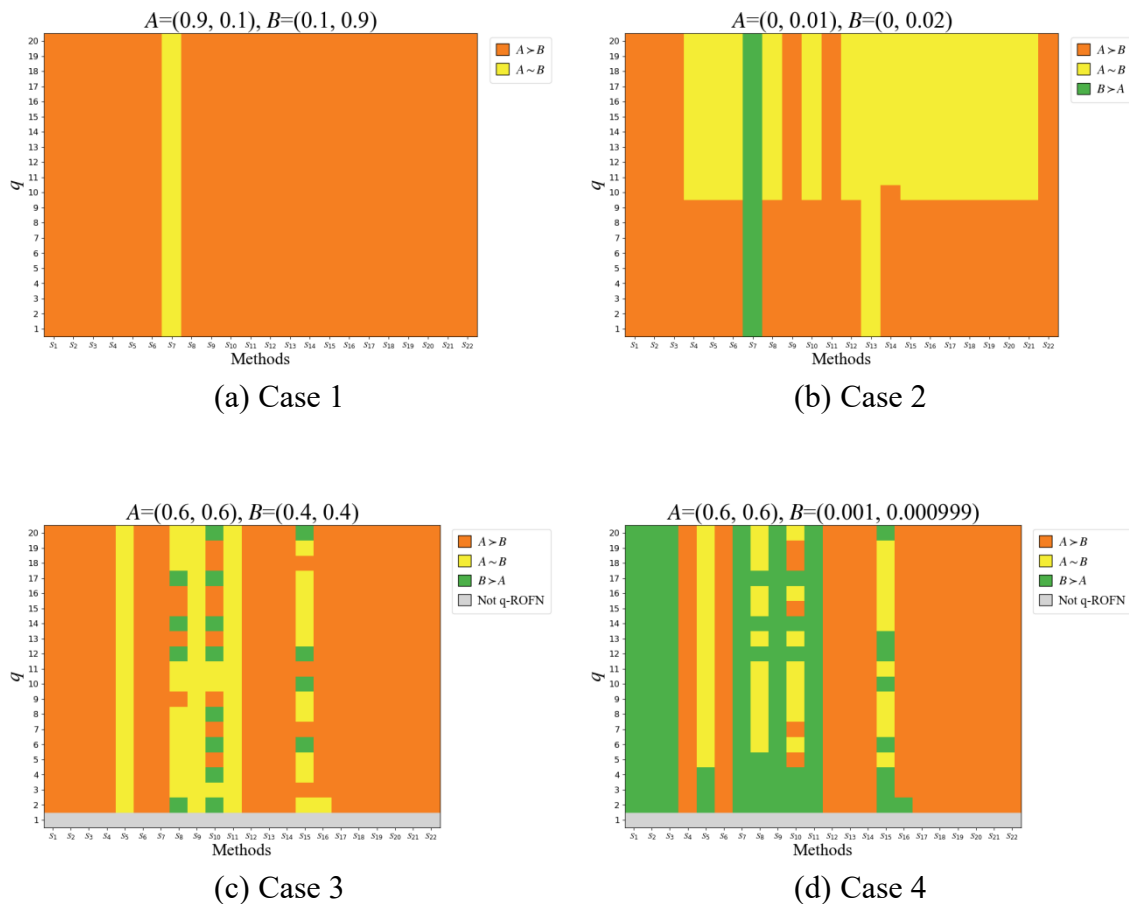 A=(0.9, 0.1), B=(0.1, 0.9)
20
19
18
17
16
15
14
13
12
11
10
9
8
7
6
5
4
3
2
1
q
S1 S2 S3 S4 S5 S6 S7 S8 S9 S10 S11 S12 S13 S14 S15 S16 S17 S18 S19 S20 S21 S22
Methods
A≻B
A∼B
(a) Case 1
A=(0, 0.01), B=(0, 0.02)
20
19
18
17
16
15
14
13
12
11
10
9
8
7
6
5
4
3
2
1
q
S1 S2 S3 S4 S5 S6 S7 S8 S9 S10 S11 S12 S13 S14 S15 S16 S17 S18 S19 S20 S21 S22
Methods
A≻B
A∼B
B≻A
(b) Case 2
A=(0.6, 0.6), B=(0.4, 0.4)
20
19
18
17
16
15
14
13
12
11
10
9
8
7
6
5
4
3
2
1
q
S1 S2 S3 S4 S5 S6 S7 S8 S9 S10 S11 S12 S13 S14 S15 S16 S17 S18 S19 S20 S21 S22
Methods
A≻B
A∼B
B≻A
Not q-ROFN
(c) Case 3
A=(0.6, 0.6), B=(0.001, 0.000999)
20
19
18
17
16
15
14
13
12
11
10
9
8
7
6
5
4
3
2
1
q
S1 S2 S3 S4 S5 S6 S7 S8 S9 S10 S11 S12 S13 S14 S15 S16 S17 S18 S19 S20 S21 S22
Methods
A≻B
A∼B
B≻A
Not q-ROFN
(d) Case 4